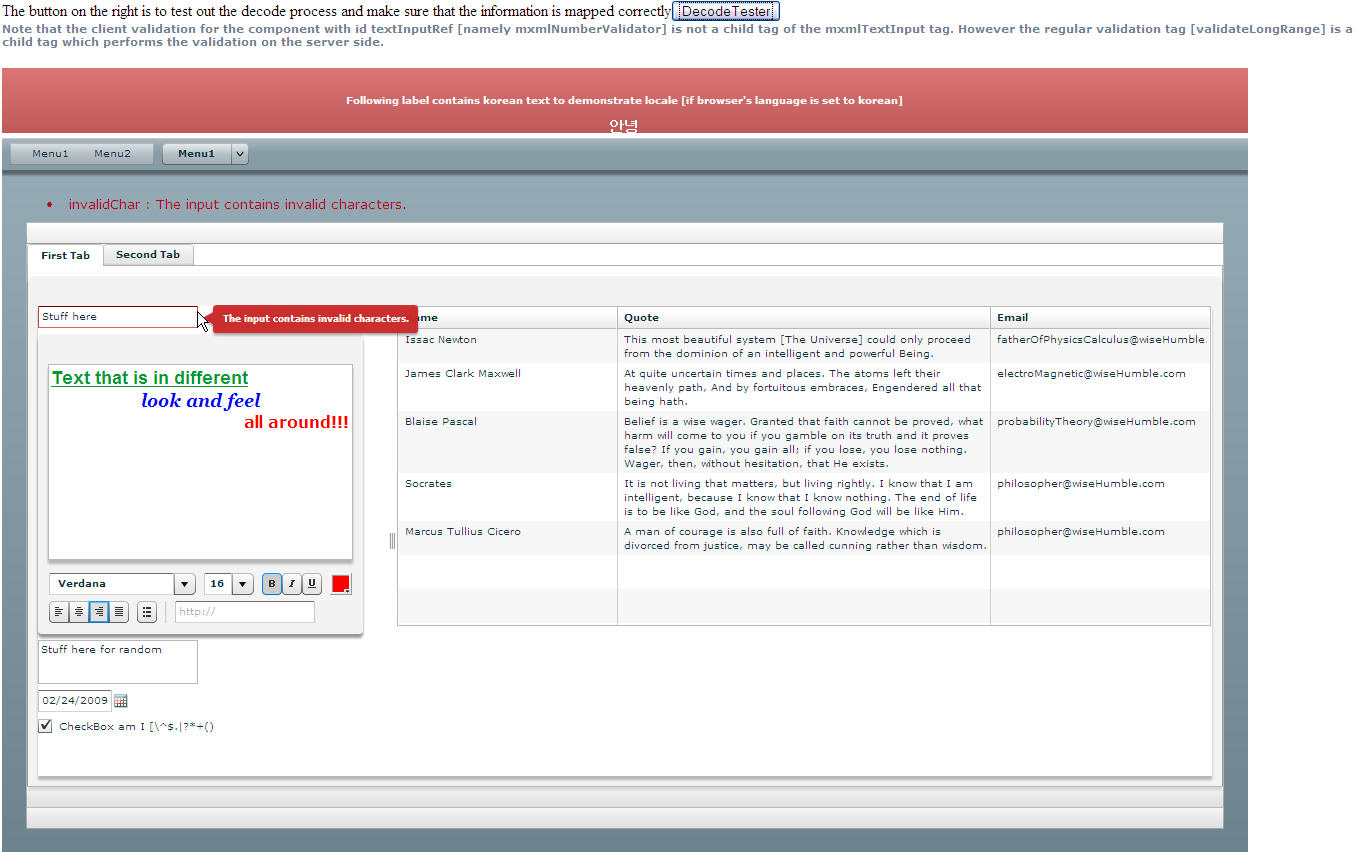 The button on the right is to test out the decode process and make sure that the information is mapped correctly DecodeTester
Note that the client validation for the component with id textInputRef [namely mxmlNumberValidator] is not a child tag of the mxmlTextInput tag. However the regular validation tag [validateLongRange] is a
child tag which performs the validation on the server side.
Following label contains korean text to demonstrate locale [if browser's language is set to korean]
안녕
Menu1 Menu2 Menu1
• invalidChar : The input contains invalid characters.
First Tab Second Tab
Stuff here
The input contains invalid characters.
Text that is in different
look and feel
all around!!!
Verdana 16 B I U
http://
Stuff here for random
02/24/2009
CheckBox am I [\^$.|?*+()
me Quote Email
Issac Newton
This most beautiful system [The Universe] could only proceed
from the dominion of an intelligent and powerful Being.
fatherOfPhysicsCalculus@wiseHumble.
James Clark Maxwell
At quite uncertain times and places. The atoms left their
heavenly path, And by fortuitous embraces, Engendered all that
being hath.
electroMagnetic@wiseHumble.com
Blaise Pascal
Belief is a wise wager. Granted that faith cannot be proved, what
harm will come to you if you gamble on its truth and it proves
false? If you gain, you gain all; if you lose, you lose nothing.
Wager, then, without hesitation, that He exists.
probabilityTheory@wiseHumble.com
Socrates
It is not living that matters, but living rightly. I know that I am
intelligent, because I know that I know nothing. The end of life
is to be like God, and the soul following God will be like Him.
philosopher@wiseHumble.com
Marcus Tullius Cicero
A man of courage is also full of faith. Knowledge which is
divorced from justice, may be called cunning rather than wisdom.
philosopher@wiseHumble.com